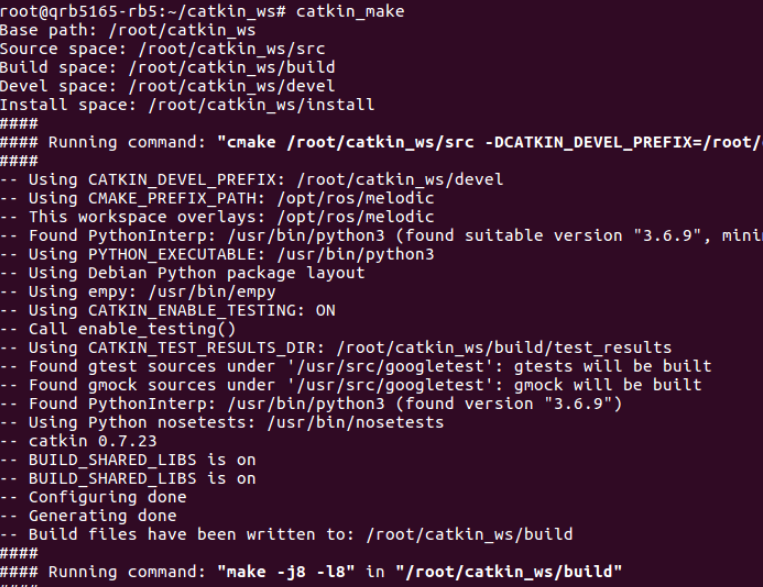 root@qrb5165-rb5:~/catkin_ws# catkin_make
Base path: /root/catkin_ws
Source space: /root/catkin_ws/src
Build space: /root/catkin_ws/build
Devel space: /root/catkin_ws/devel
Install space: /root/catkin_ws/install
####
#### Running command: "cmake /root/catkin_ws/src -DCATKIN_DEVEL_PREFIX=/root/
####
-- Using CATKIN_DEVEL_PREFIX: /root/catkin_ws/devel
-- Using CMAKE_PREFIX_PATH: /opt/ros/melodic
-- This workspace overlays: /opt/ros/melodic
-- Found PythonInterp: /usr/bin/python3 (found suitable version "3.6.9", mini
-- Using PYTHON_EXECUTABLE: /usr/bin/python3
-- Using Debian Python package layout
-- Using empy: /usr/bin/empy
-- Using CATKIN_ENABLE_TESTING: ON
-- Call enable_testing()
-- Using CATKIN_TEST_RESULTS_DIR: /root/catkin_ws/build/test_results
-- Found gtest sources under '/usr/src/googletest': gtests will be built
-- Found gmock sources under '/usr/src/googletest': gmock will be built
-- Found PythonInterp: /usr/bin/python3 (found version "3.6.9")
-- Using Python nosetests: /usr/bin/nosetests
-- catkin 0.7.23
-- BUILD_SHARED_LIBS is on
-- BUILD_SHARED_LIBS is on
-- Configuring done
-- Generating done
-- Build files have been written to: /root/catkin_ws/build
####
#### Running command: "make -j8 -l8" in "/root/catkin_ws/build"
####